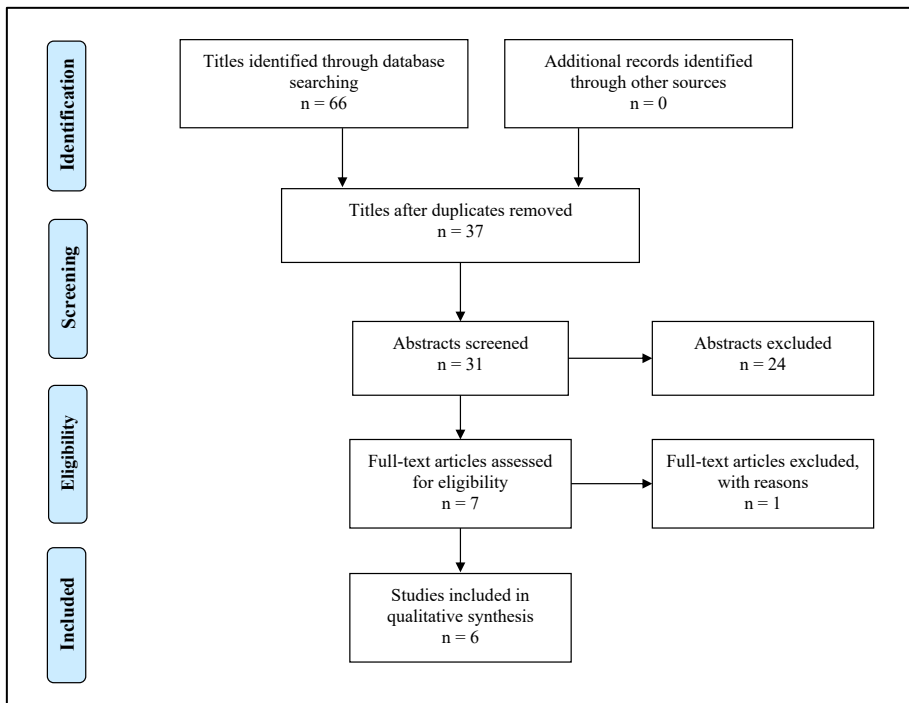 Identification
Titles identified through database
searching
n = 66
Additional records identified
through other sources
n = 0
Titles after duplicates removed
n = 37
Screening
Abstracts screened
n = 31
Abstracts excluded
n = 24
Eligibility
Full-text articles assessed
for eligibility
n = 7
Full-text articles excluded,
with reasons
n = 1
Included
Studies included in
qualitative synthesis
n = 6